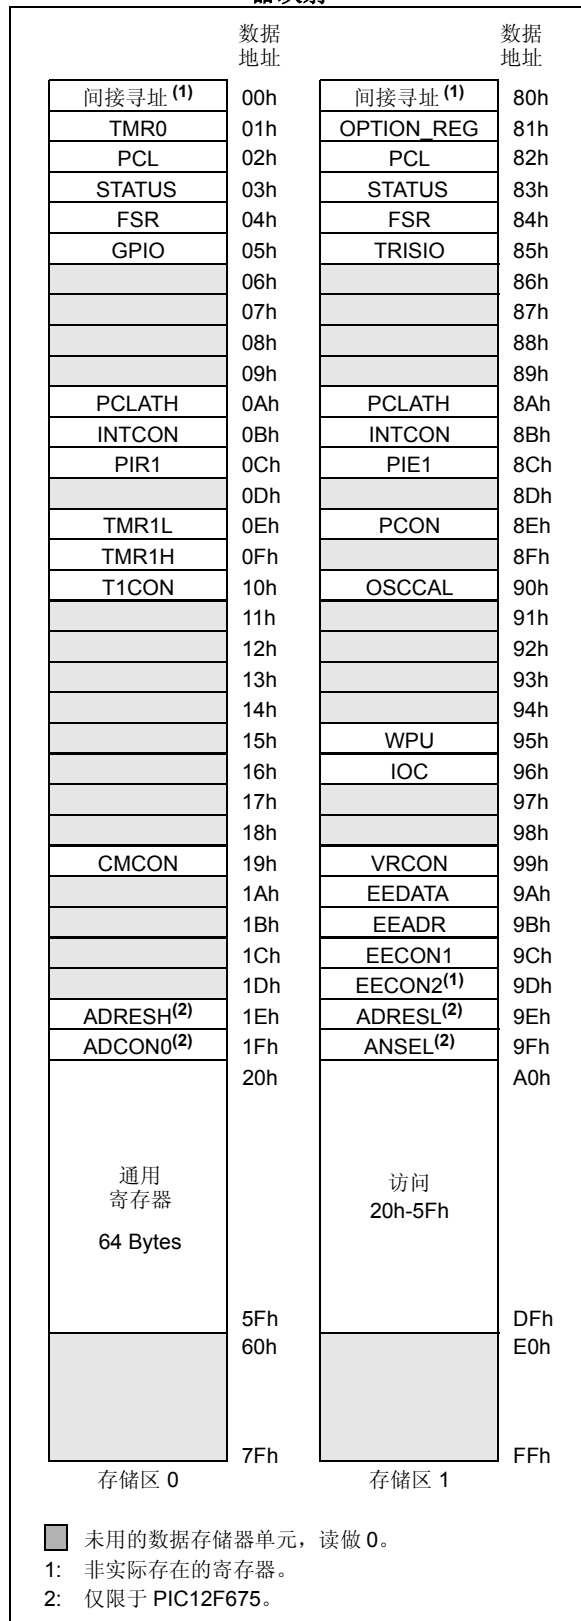 数据 数据
地址 地址
间接寻址 (1) 00h 间接寻址 (1) 80h
TMR0 01h OPTION_REG 81h
PCL 02h PCL 82h
STATUS 03h STATUS 83h
FSR 04h FSR 84h
GPIO 05h TRISIO 85h
06h 86h
07h 87h
08h 88h
09h 89h
PCLATH 0Ah PCLATH 8Ah
INTCON 0Bh INTCON 8Bh
PIR1 0Ch PIE1 8Ch
0Dh 8Dh
TMR1L 0Eh PCON 8Eh
TMR1H 0Fh 8Fh
T1CON 10h OSCCAL 90h
11h 91h
12h 92h
13h 93h
14h 94h
15h WPU 95h
16h IOC 96h
17h 97h
18h 98h
CMCON 19h VRCON 99h
1Ah EEDATA 9Ah
1Bh EEADR 9Bh
1Ch EECON1 9Ch
1Dh EECON2(1) 9Dh
ADRESH(2) 1Eh ADRESL(2) 9Eh
ADCON0(2) 1Fh ANSEL(2) 9Fh
20h A0h
通用
寄存器
64 Bytes
访问
20h-5Fh
5Fh DFh
60h E0h
7Fh FFh
存储区 0 存储区 1
未用的数据存储器单元，读做 0。
1: 非实际存在的寄存器。
2: 仅限于 PIC12F675。